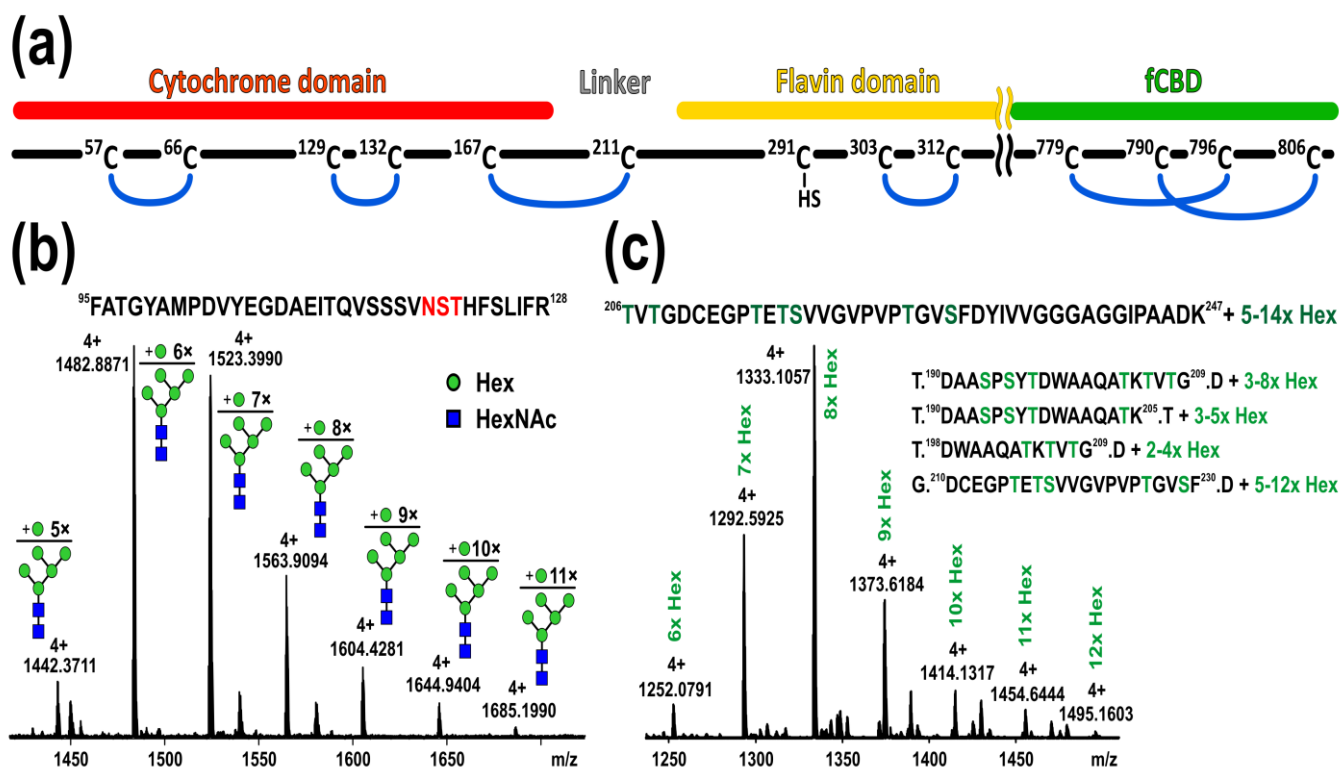 (a)
Cytochrome domain Linker Flavin domain fCBD
57C 66C 129C 132C 167C 211C 291C 303C 312C 779C 790C 796C 806C
HS
(b)
⁹⁵FATGYAMPDVYEGDAEITQVSSSVNSTHFSLIFR¹²⁸
4+
1482.8871
+ 6×
4+
1523.3990
+ 7×
Hex
HexNAc
+ 8×
4+
1563.9094
+ 5×
4+
1442.3711
+ 9×
4+
1604.4281
+ 10×
4+
1644.9404
+ 11×
4+
1685.1990
1450 1500 1550 1600 1650 m/z
(c)
²⁰⁶TVTGDCEGPTETSVVGVPVPTGVSFDYIVVGGGAGGIPAADK²⁴⁷+ 5-14x Hex
4+
1333.1057
8x Hex
T.¹⁹⁰DAASPSYTDWAAQATKTVTG²⁰⁹.D + 3-8x Hex
T.¹⁹⁰DAASPSYTDWAAQATK²⁰⁵.T + 3-5x Hex
T.¹⁹⁸DWAAQATKTVTG²⁰⁹.D + 2-4x Hex
G.²¹⁰DCEGPTETSVVGVPVPTGVSF²³⁰.D + 5-12x Hex
7x Hex
4+
1292.5925
9x Hex
4+
1373.6184
6x Hex
4+
1252.0791
10x Hex
4+
1414.1317
11x Hex
4+
1454.6444
12x Hex
4+
1495.1603
1300 1350 1400 1450 m/z